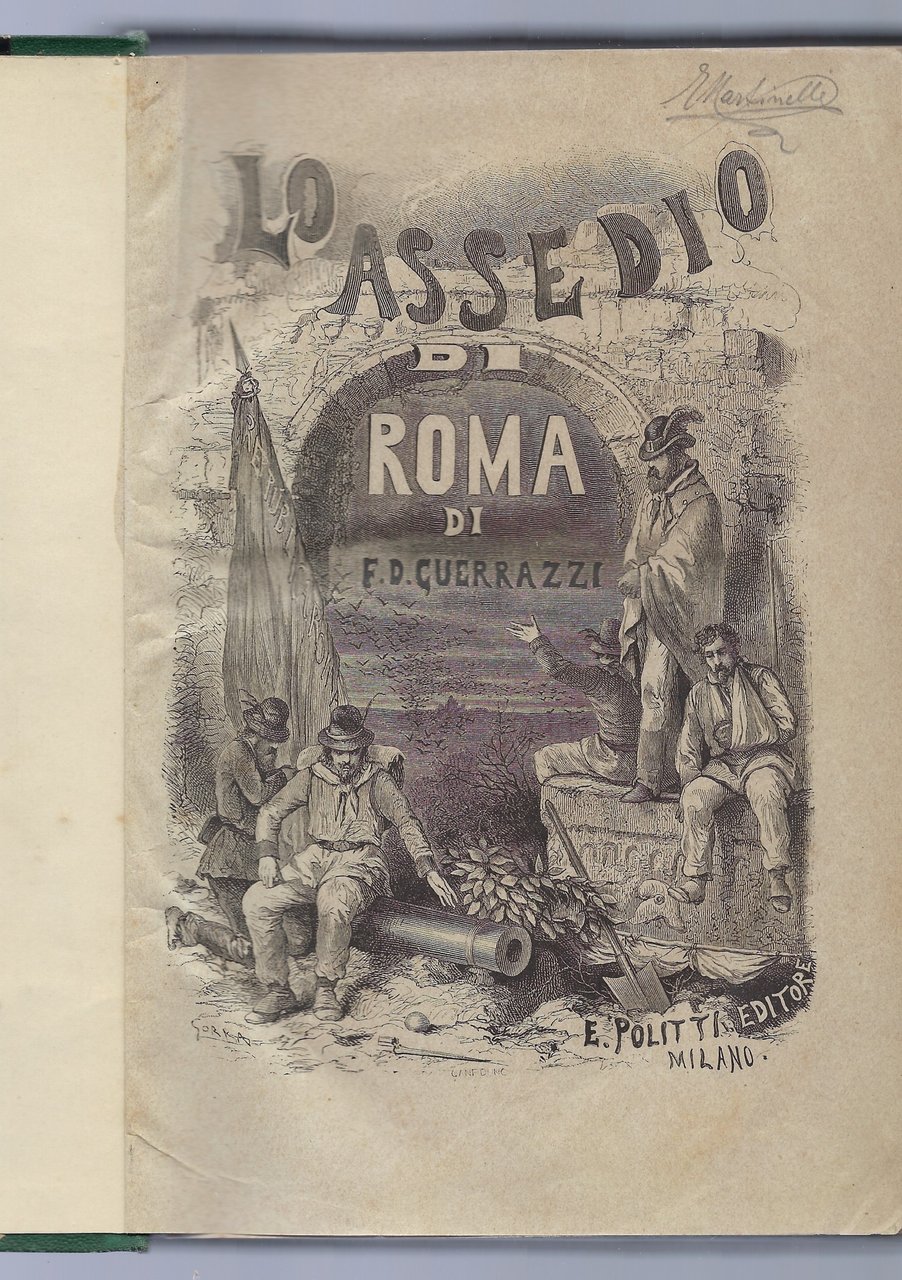 E Martinelli
LO
ASSEDIO
DI
ROMA
DI
F. D. GUERRAZZI
E. POLITTI. EDITORE
MILANO.